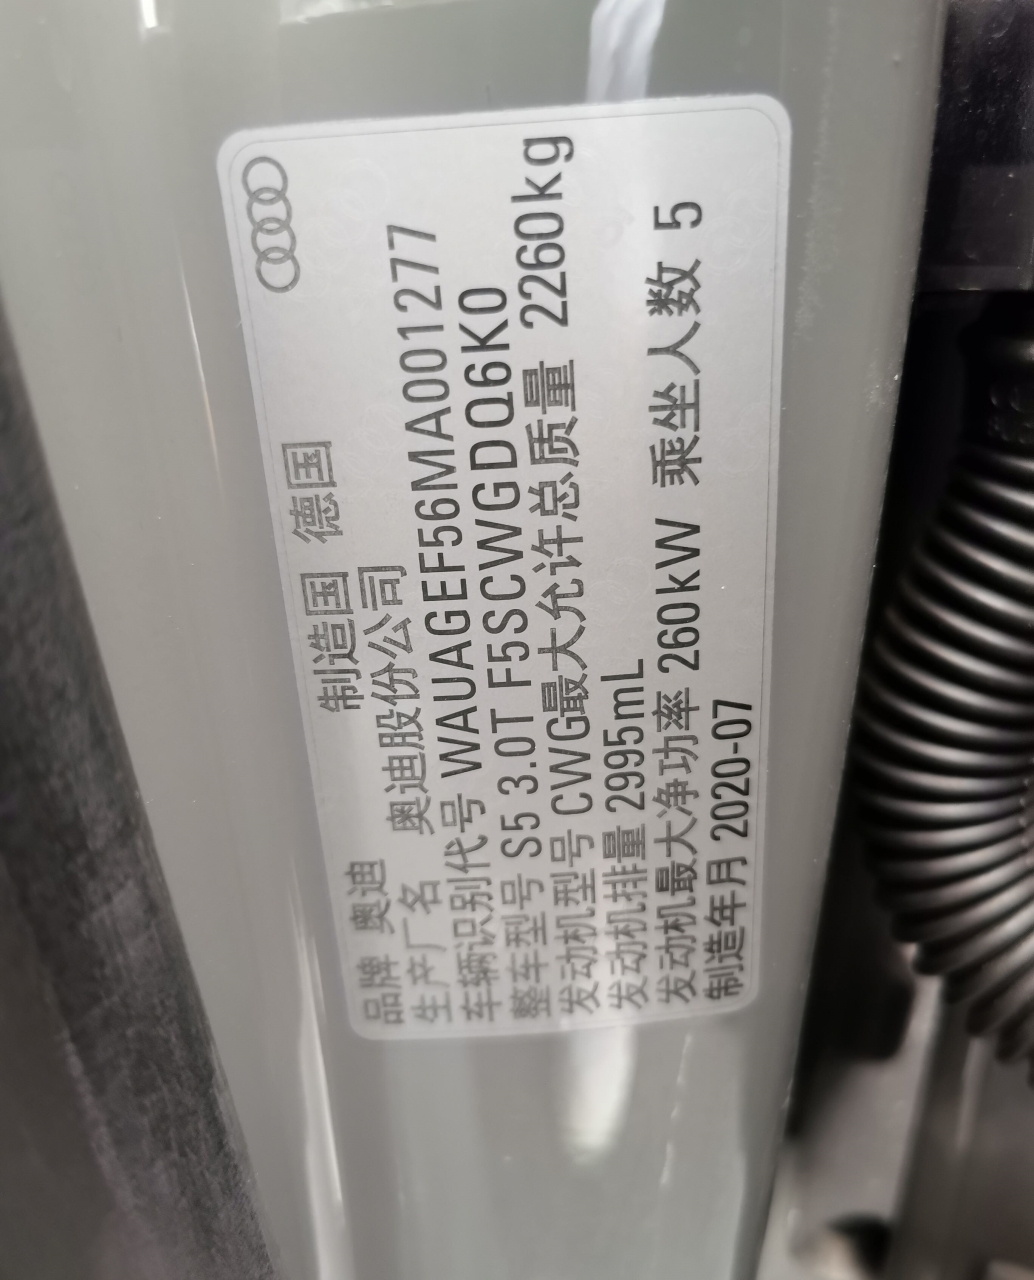 品牌 奥迪 制造国 德国
生产厂名 奥迪股份公司
车辆识别代号 WAUAGEF56MA001277
整车型号 S5 3.0T F5SCWGDQ6K0
发动机型号 CWG最大允许总质量 2260kg
发动机排量 2995mL
发动机最大净功率 260kW 乘坐人数 5
制造年月 2020-07